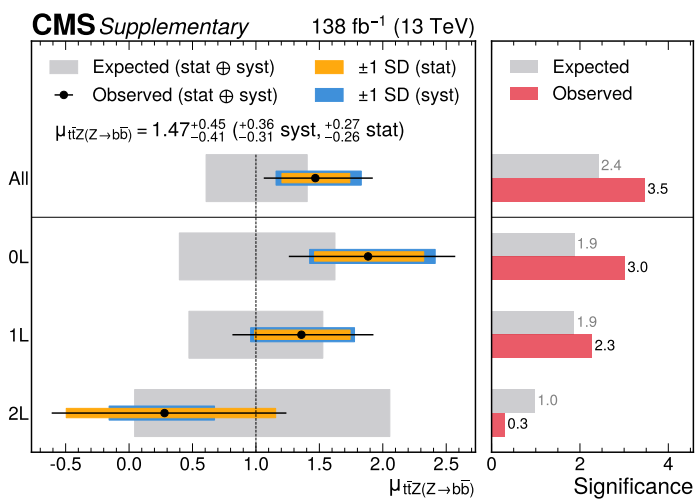 CMS Supplementary 138 fb⁻¹ (13 TeV)
Expected (stat ⊕ syst) ±1 SD (stat)
Observed (stat ⊕ syst) ±1 SD (syst)
μ_{tt̄Z(Z→bb̄)} = 1.47^{+0.45}_{−0.41} (^{+0.36}_{−0.31} syst, ^{+0.27}_{−0.26} stat)
All
0L
1L
2L
-0.5 0.0 0.5 1.0 1.5 2.0 2.5
μ_{tt̄Z(Z→bb̄)}
Expected
Observed
2.4
3.5
1.9
3.0
1.9
2.3
1.0
0.3
0 2 4
Significance